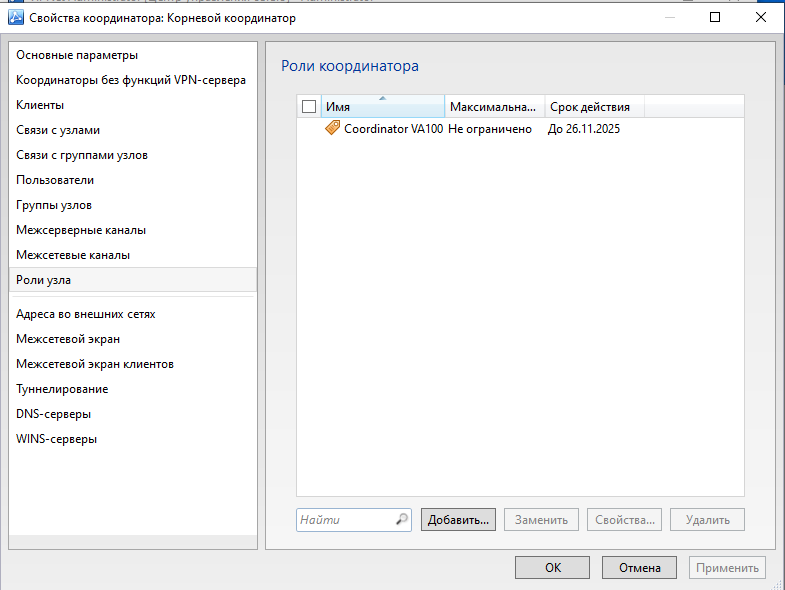 Свойства координатора: Корневой координатор
Основные параметры
Координаторы без функций VPN-сервера
Клиенты
Связи с узлами
Связи с группами узлов
Пользователи
Группы узлов
Межсерверные каналы
Межсетевые каналы
Роли узла
Адреса во внешних сетях
Межсетевой экран
Межсетевой экран клиентов
Туннелирование
DNS-серверы
WINS-серверы
Роли координатора
Имя Максимальна... Срок действия
Coordinator VA100 Не ограничено До 26.11.2025
Найти Добавить... Заменить Свойства... Удалить
ОК Отмена Применить